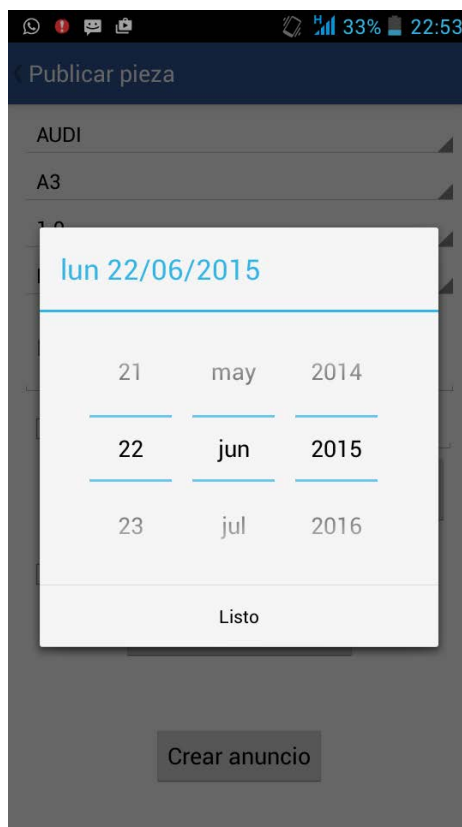 H 33% 22:53
Publicar pieza
AUDI
A3
lun 22/06/2015
21 may 2014
22 jun 2015
23 jul 2016
Listo
Crear anuncio